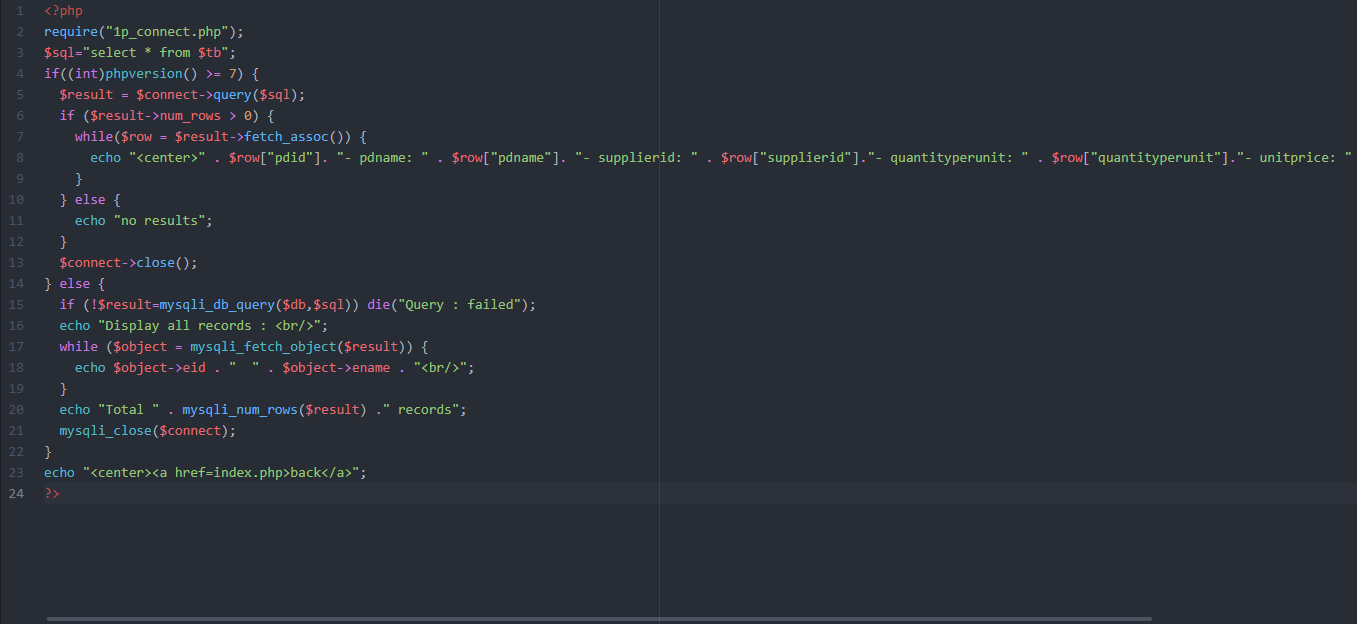 1 <?php
2 require("1p_connect.php");
3 $sql="select * from $tb";
4 if((int)phpversion() >= 7) {
5   $result = $connect->query($sql);
6   if ($result->num_rows > 0) {
7     while($row = $result->fetch_assoc()) {
8       echo "<center>" . $row["pdid"]. "- pdname: " . $row["pdname"]. "- supplierid: " . $row["supplierid"]."- quantityperunit: " . $row["quantityperunit"]."- unitprice: "
9     }
10   } else {
11     echo "no results";
12   }
13   $connect->close();
14 } else {
15   if (!$result=mysqli_db_query($db,$sql)) die("Query : failed");
16   echo "Display all records : <br/>";
17   while ($object = mysqli_fetch_object($result)) {
18     echo $object->eid . "  " . $object->ename . "<br/>";
19   }
20   echo "Total " . mysqli_num_rows($result) ." records";
21   mysqli_close($connect);
22 }
23 echo "<center><a href=index.php>back</a>";
24 ?>